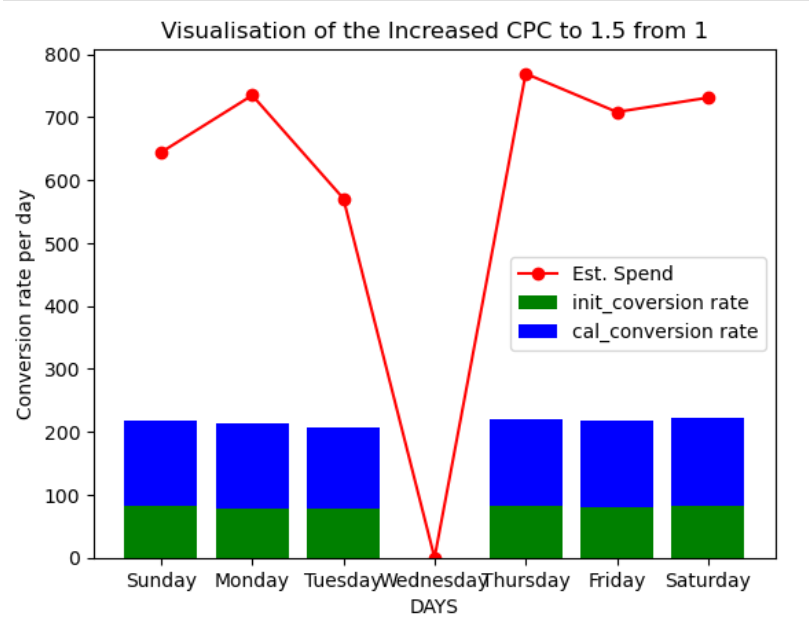 Visualisation of the Increased CPC to 1.5 from 1
800
700
600
500
400
300
200
100
0
Conversion rate per day
Est. Spend
init_coversion rate
cal_conversion rate
Sunday Monday Tuesday Wednesday Thursday Friday Saturday
DAYS